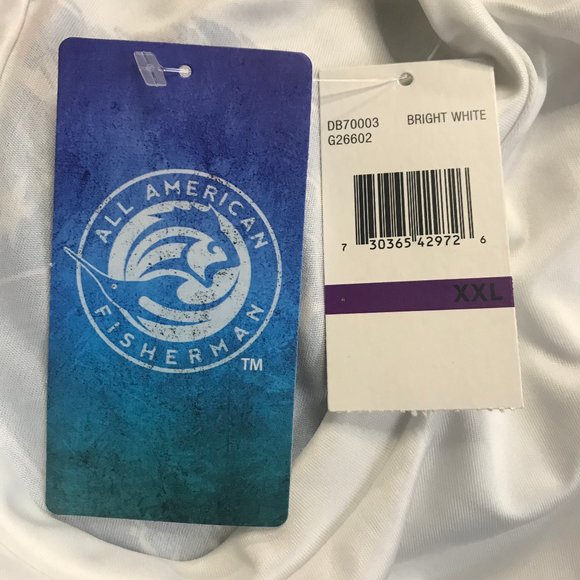 ALL AMERICAN
FISHERMAN
TM
DB70003 BRIGHT WHITE
G26602
7 30365 42972 6
XXL